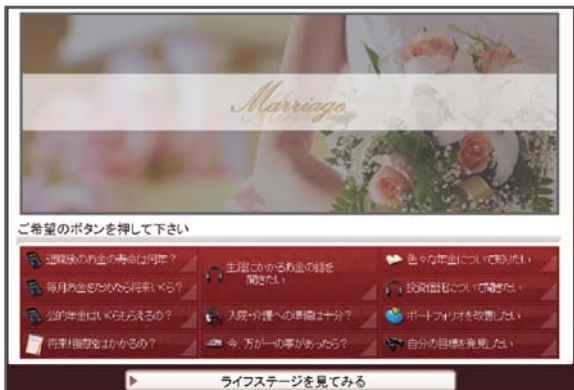 Marriage
ご希望のボタンを押して下さい
退職後のお金の寿命は何年？
毎月お金をためたら将来いくら？
公的年金はいくらもらえるの？
将来相続税はかかるの？
生涯にかかるお金の話を
聞きたい
入院・介護への準備は十分？
今、万が一の事があったら？
色々な年金について知りたい
投資信託について聞きたい
ポートフォリオを改善したい
自分の目標を発見したい
ライフステージを見てみる